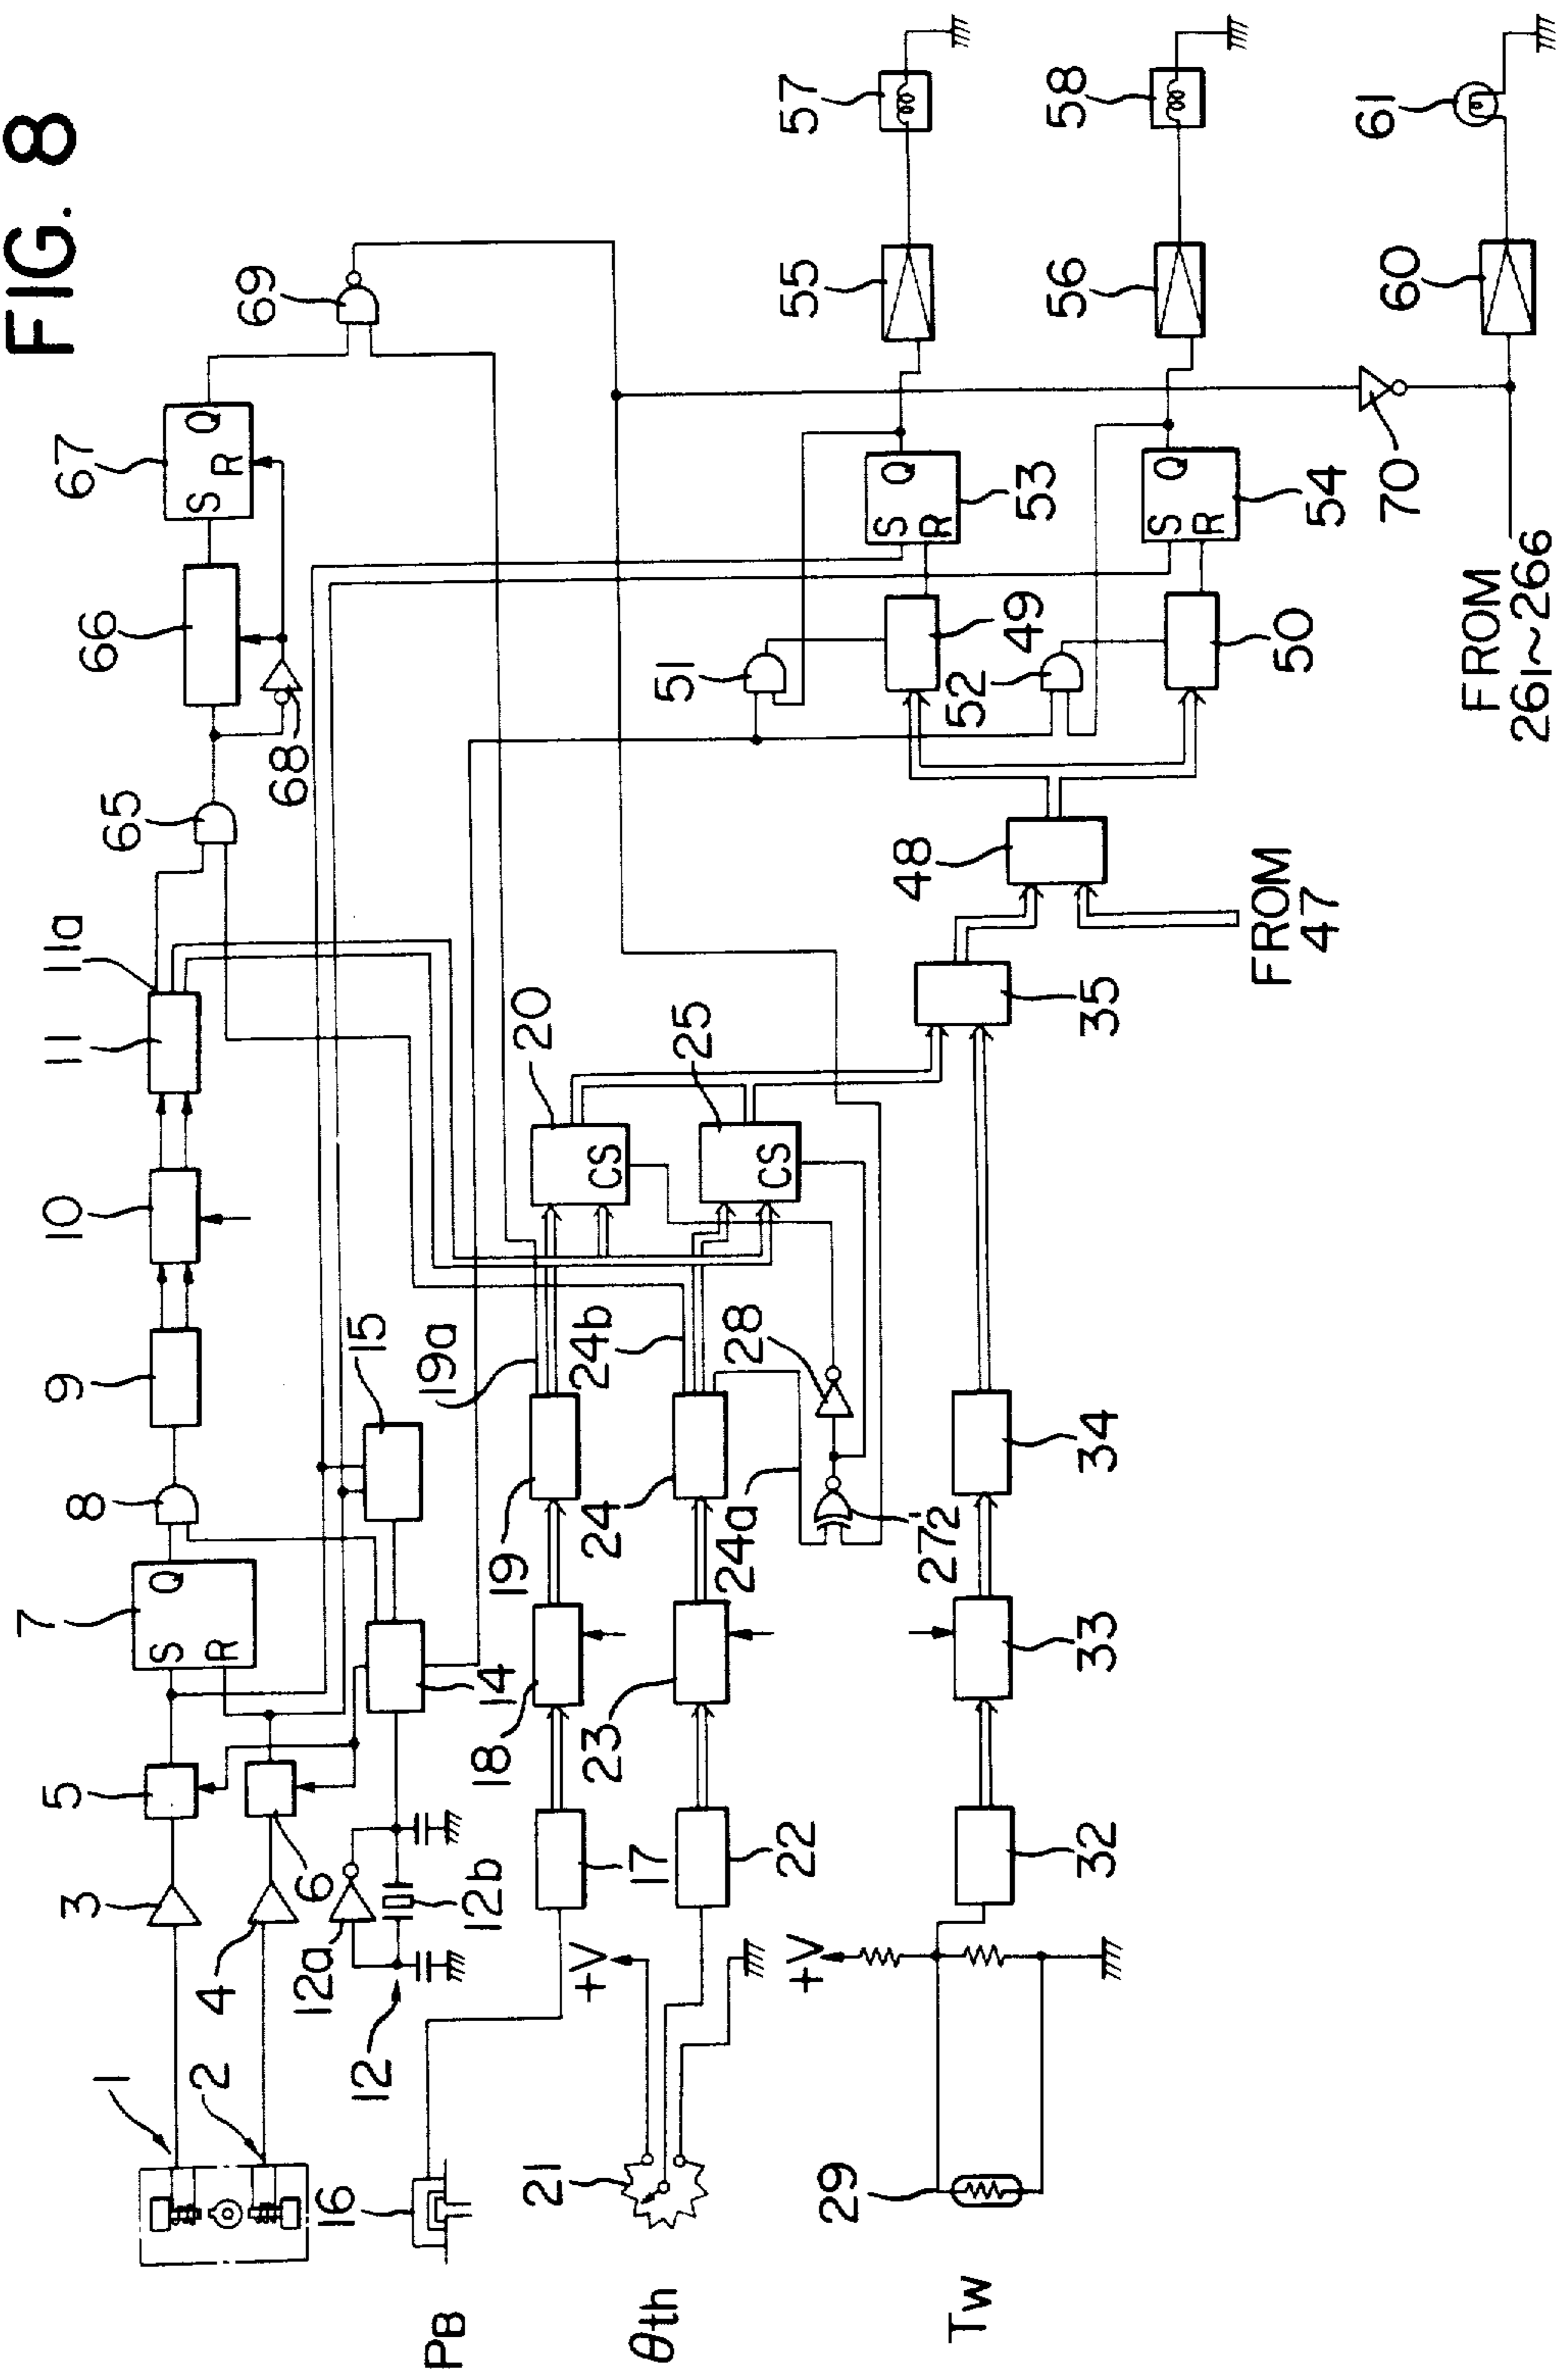 FIG. 8
1
2
3
4
5
6
7
S
R
Q
8
9
10
11
11a
65
66
68
67
S
R
Q
69
12
12a
12b
14
15
16
PB
17
18
19
19a
20
CS
21
θth
+V
22
23
24
24a
24b
25
CS
272'
28
29
Tw
+V
32
33
34
35
48
FROM
47
49
50
51
52
53
S
R
Q
54
S
R
Q
55
56
57
58
60
61
70
FROM
261~266